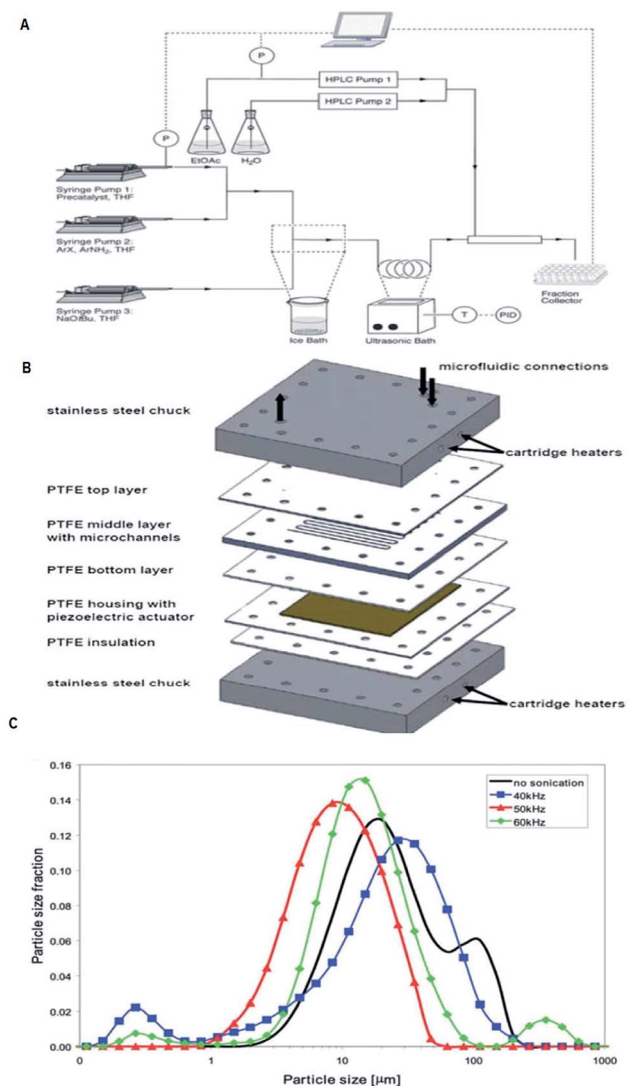 A
P
HPLC Pump 1
HPLC Pump 2
P
EtOAc
H₂O
Syringe Pump 1:
Precatalyst, THF
Syringe Pump 2:
ArX, ArNH₂, THF
Syringe Pump 3:
NaOtBu, THF
Ice Bath
Ultrasonic Bath
T
PID
Fraction
Collector
B
microfluidic connections
stainless steel chuck
cartridge heaters
PTFE top layer
PTFE middle layer
with microchannels
PTFE bottom layer
PTFE housing with
piezoelectric actuator
PTFE insulation
stainless steel chuck
cartridge heaters
C
0.16
0.14
0.12
0.10
0.08
0.06
0.04
0.02
0.00
Particle size fraction
no sonication
40kHz
50kHz
60kHz
0
1
10
100
1000
Particle size [µm]